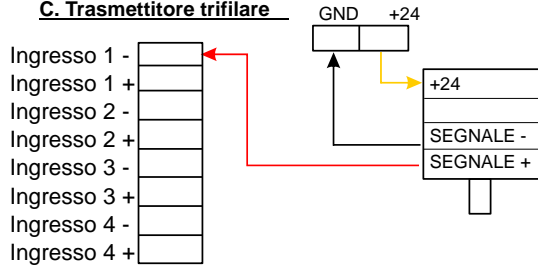 C. Trasmettitore trifilare
GND +24
Ingresso 1 -
Ingresso 1 +
Ingresso 2 -
Ingresso 2 +
Ingresso 3 -
Ingresso 3 +
Ingresso 4 -
Ingresso 4 +
+24
SEGNALE -
SEGNALE +